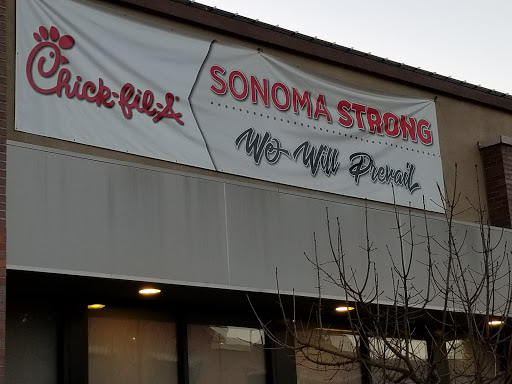 Chick-fil-A
SONOMA STRONG
We Will Prevail